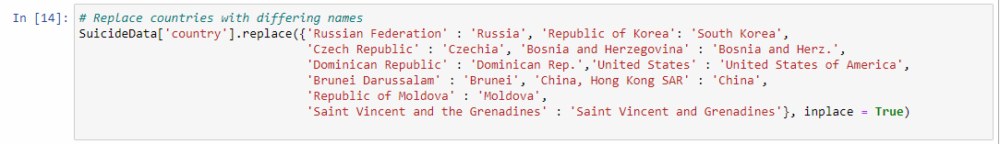 In [14]: # Replace countries with differing names
SuicideData['country'].replace({'Russian Federation' : 'Russia', 'Republic of Korea': 'South Korea',
'Czech Republic' : 'Czechia', 'Bosnia and Herzegovina' : 'Bosnia and Herz.',
'Dominican Republic' : 'Dominican Rep.','United States' : 'United States of America',
'Brunei Darussalam' : 'Brunei', 'China, Hong Kong SAR' : 'China',
'Republic of Moldova' : 'Moldova',
'Saint Vincent and the Grenadines' : 'Saint Vincent and Grenadines'}, inplace = True)